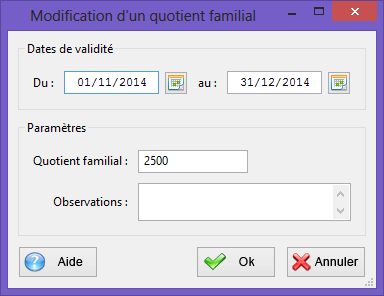 Modification d'un quotient familial
Dates de validité
Du : 01/11/2014 au : 31/12/2014
Paramètres
Quotient familial : 2500
Observations :
Aide Ok Annuler